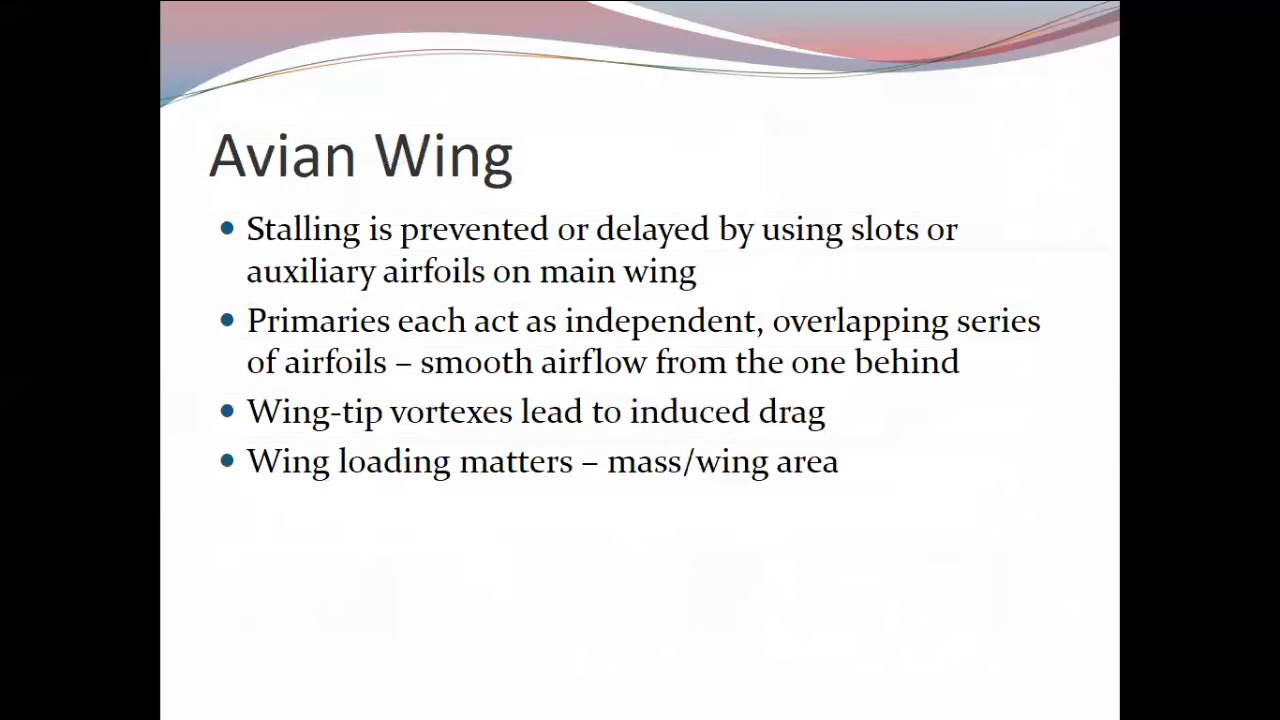 Avian Wing
• Stalling is prevented or delayed by using slots or
auxiliary airfoils on main wing
• Primaries each act as independent, overlapping series
of airfoils – smooth airflow from the one behind
• Wing-tip vortexes lead to induced drag
• Wing loading matters – mass/wing area